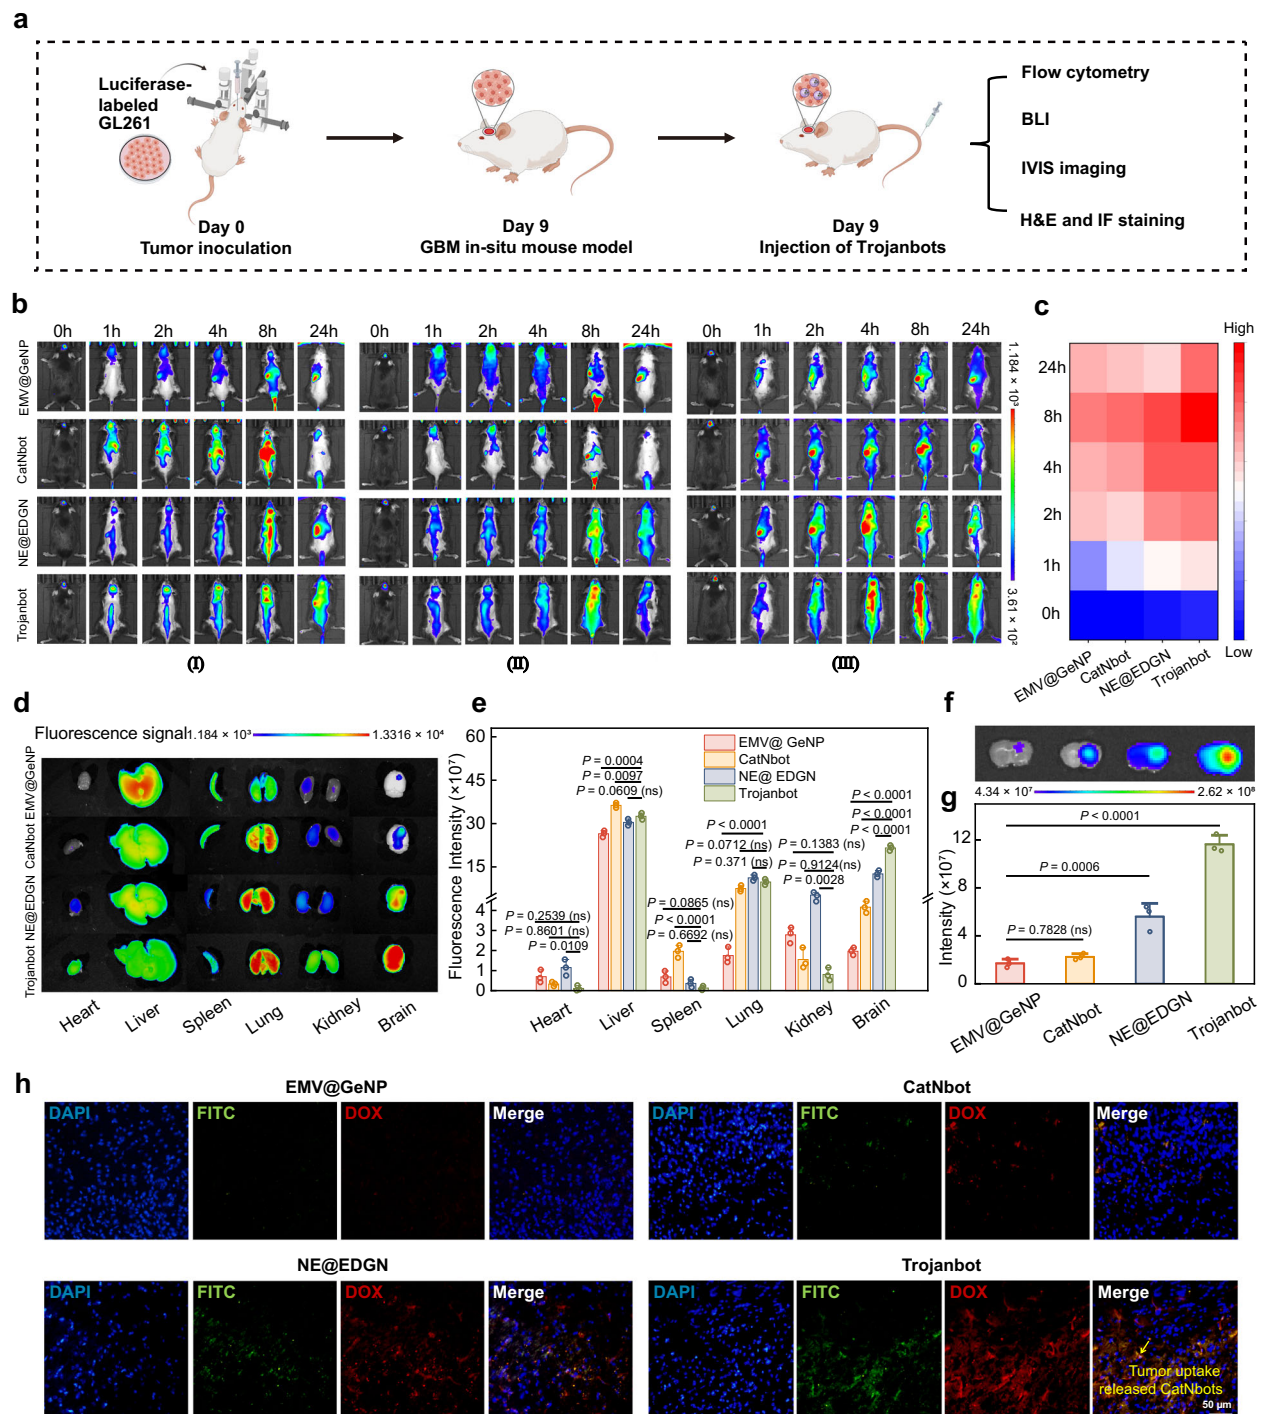 a
Luciferase-
labeled
GL261
Day 0
Tumor inoculation
Day 9
GBM in-situ mouse model
Day 9
Injection of Trojanbots
Flow cytometry
BLI
IVIS imaging
H&E and IF staining
b
0h 1h 2h 4h 8h 24h
0h 1h 2h 4h 8h 24h
0h 1h 2h 4h 8h 24h
EMV@GeNP
CatNbot
NE@EDGN
Trojanbot
(I)
(II)
(III)
1.184 × 10³
3.61 × 10²
c
High
24h
8h
4h
2h
1h
0h
Low
EMV@GeNP
CatNbot
NE@EDGN
Trojanbot
d
Fluorescence signal 1.184 × 10³ 1.3316 × 10⁴
EMV@GeNP
CatNbot
NE@EDGN
Trojanbot
Heart Liver Spleen Lung Kidney Brain
e
Fluorescence Intensity (×10⁷)
60
45
30
15
4
3
2
1
0
EMV@ GeNP
CatNbot
NE@ EDGN
Trojanbot
P = 0.2539 (ns)
P = 0.8601 (ns)
P = 0.0109
P = 0.0004
P = 0.0097
P = 0.0609 (ns)
P = 0.0865 (ns)
P < 0.0001
P = 0.6692 (ns)
P < 0.0001
P = 0.0712 (ns)
P = 0.371 (ns)
P = 0.1383 (ns)
P = 0.9124(ns)
P = 0.0028
P < 0.0001
P < 0.0001
P < 0.0001
Heart Liver Spleen Lung Kidney Brain
f
4.34 × 10⁷ 2.62 × 10⁸
g
Intensity (×10⁷)
12
8
4
0
P < 0.0001
P = 0.0006
P = 0.7828 (ns)
EMV@GeNP
CatNbot
NE@EDGN
Trojanbot
h
EMV@GeNP
DAPI FITC DOX Merge
CatNbot
DAPI FITC DOX Merge
NE@EDGN
DAPI FITC DOX Merge
Trojanbot
DAPI FITC DOX Merge
Tumor uptake
released CatNbots
50 μm